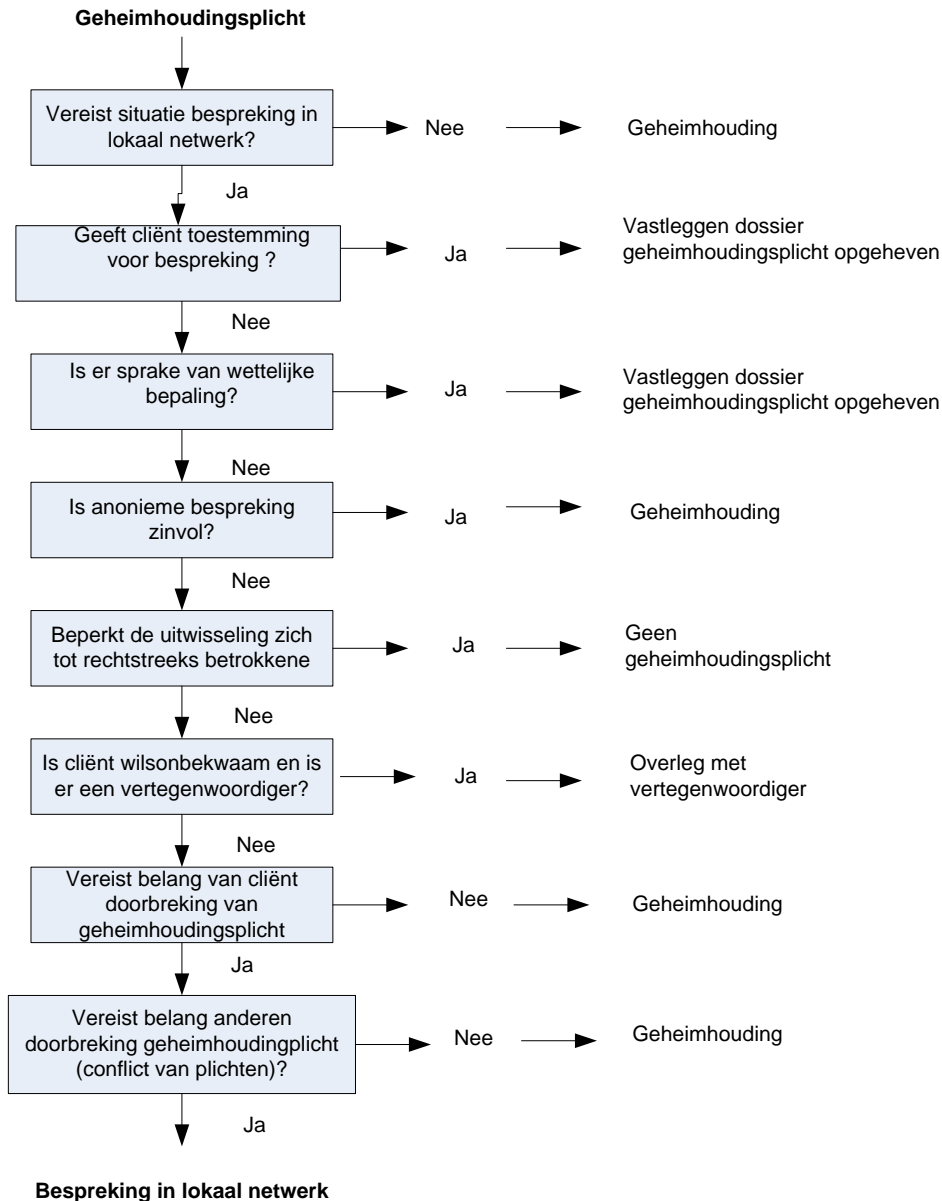 Geheimhoudingsplicht
Vereist situatie bespreking in
lokaal netwerk?
Nee
Geheimhouding
Ja
Geeft cliënt toestemming
voor bespreking ?
Ja
Vastleggen dossier
geheimhoudingsplicht opgeheven
Nee
Is er sprake van wettelijke
bepaling?
Ja
Vastleggen dossier
geheimhoudingsplicht opgeheven
Nee
Is anonieme bespreking
zinvol?
Ja
Geheimhouding
Nee
Beperkt de uitwisseling zich
tot rechtstreeks betrokkene
Ja
Geen
geheimhoudingsplicht
Nee
Is cliënt wilsonbekwaam en is
er een vertegenwoordiger?
Ja
Overleg met
vertegenwoordiger
Nee
Vereist belang van cliënt
doorbreking van
geheimhoudingsplicht
Nee
Geheimhouding
Ja
Vereist belang anderen
doorbreking geheimhoudingplicht
(conflict van plichten)?
Nee
Geheimhouding
Ja
Bespreking in lokaal netwerk